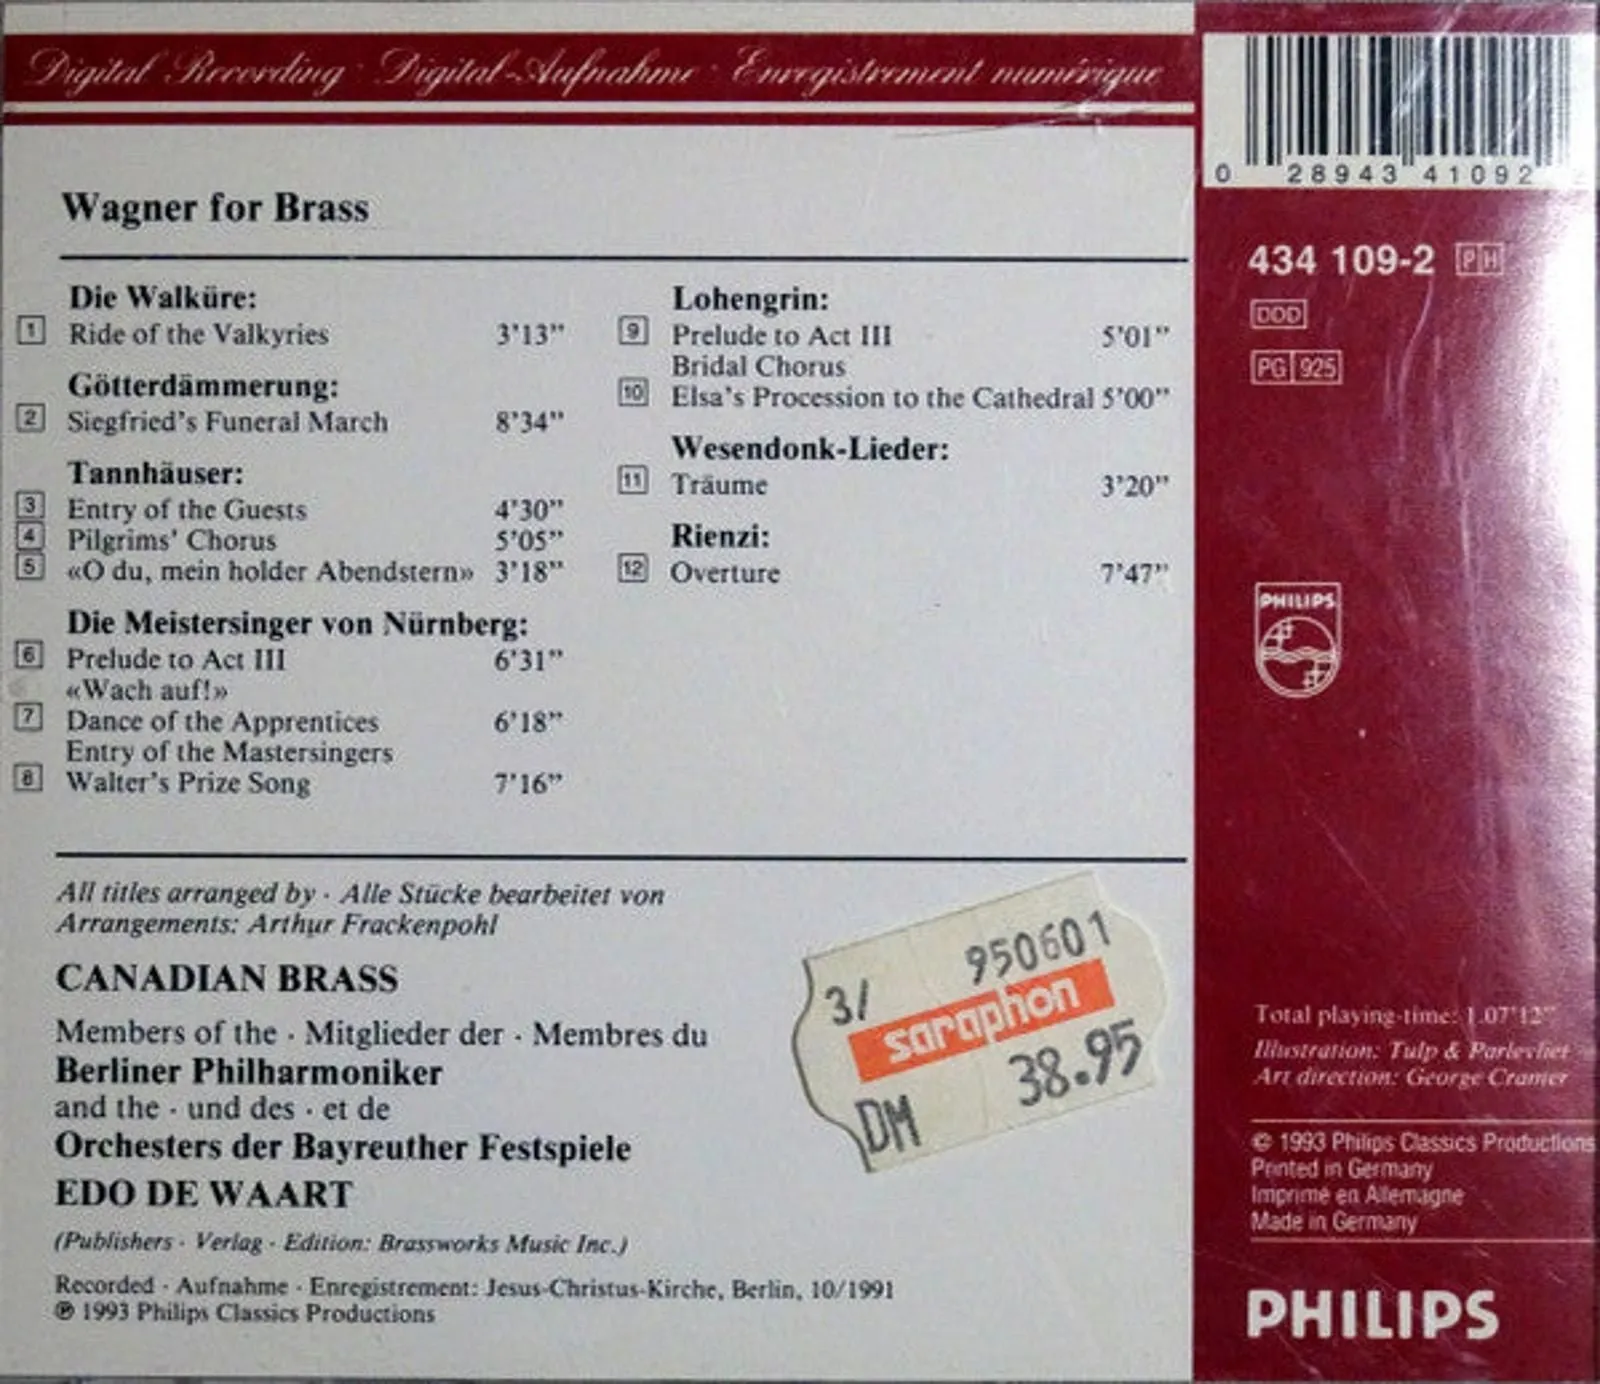 Digital Recording · Digital-Aufnahme · Enregistrement numérique
Wagner for Brass
Die Walküre:
1 Ride of the Valkyries 3'13"
Götterdämmerung:
2 Siegfried's Funeral March 8'34"
Tannhäuser:
3 Entry of the Guests 4'30"
4 Pilgrims' Chorus 5'05"
5 «O du, mein holder Abendstern» 3'18"
Die Meistersinger von Nürnberg:
6 Prelude to Act III 6'31"
«Wach auf!»
7 Dance of the Apprentices 6'18"
Entry of the Mastersingers
8 Walter's Prize Song 7'16"
Lohengrin:
9 Prelude to Act III 5'01"
Bridal Chorus
10 Elsa's Procession to the Cathedral 5'00"
Wesendonk-Lieder:
11 Träume 3'20"
Rienzi:
12 Overture 7'47"
All titles arranged by · Alle Stücke bearbeitet von
Arrangements: Arthur Frackenpohl
CANADIAN BRASS
Members of the · Mitglieder der · Membres du
Berliner Philharmoniker
and the · und des · et de
Orchesters der Bayreuther Festspiele
EDO DE WAART
(Publishers · Verlag · Edition: Brassworks Music Inc.)
Recorded · Aufnahme · Enregistrement: Jesus-Christus-Kirche, Berlin, 10/1991
℗ 1993 Philips Classics Productions
950601
3/
saraphon
38.95
DM
0 28943 41092
434 109-2 PH
DDD
PG 925
PHILIPS
Total playing-time: 1.07'12"
Illustration: Tulp & Parlevliet
Art direction: George Cramer
© 1993 Philips Classics Productions
Printed in Germany
Imprimé en Allemagne
Made in Germany
PHILIPS